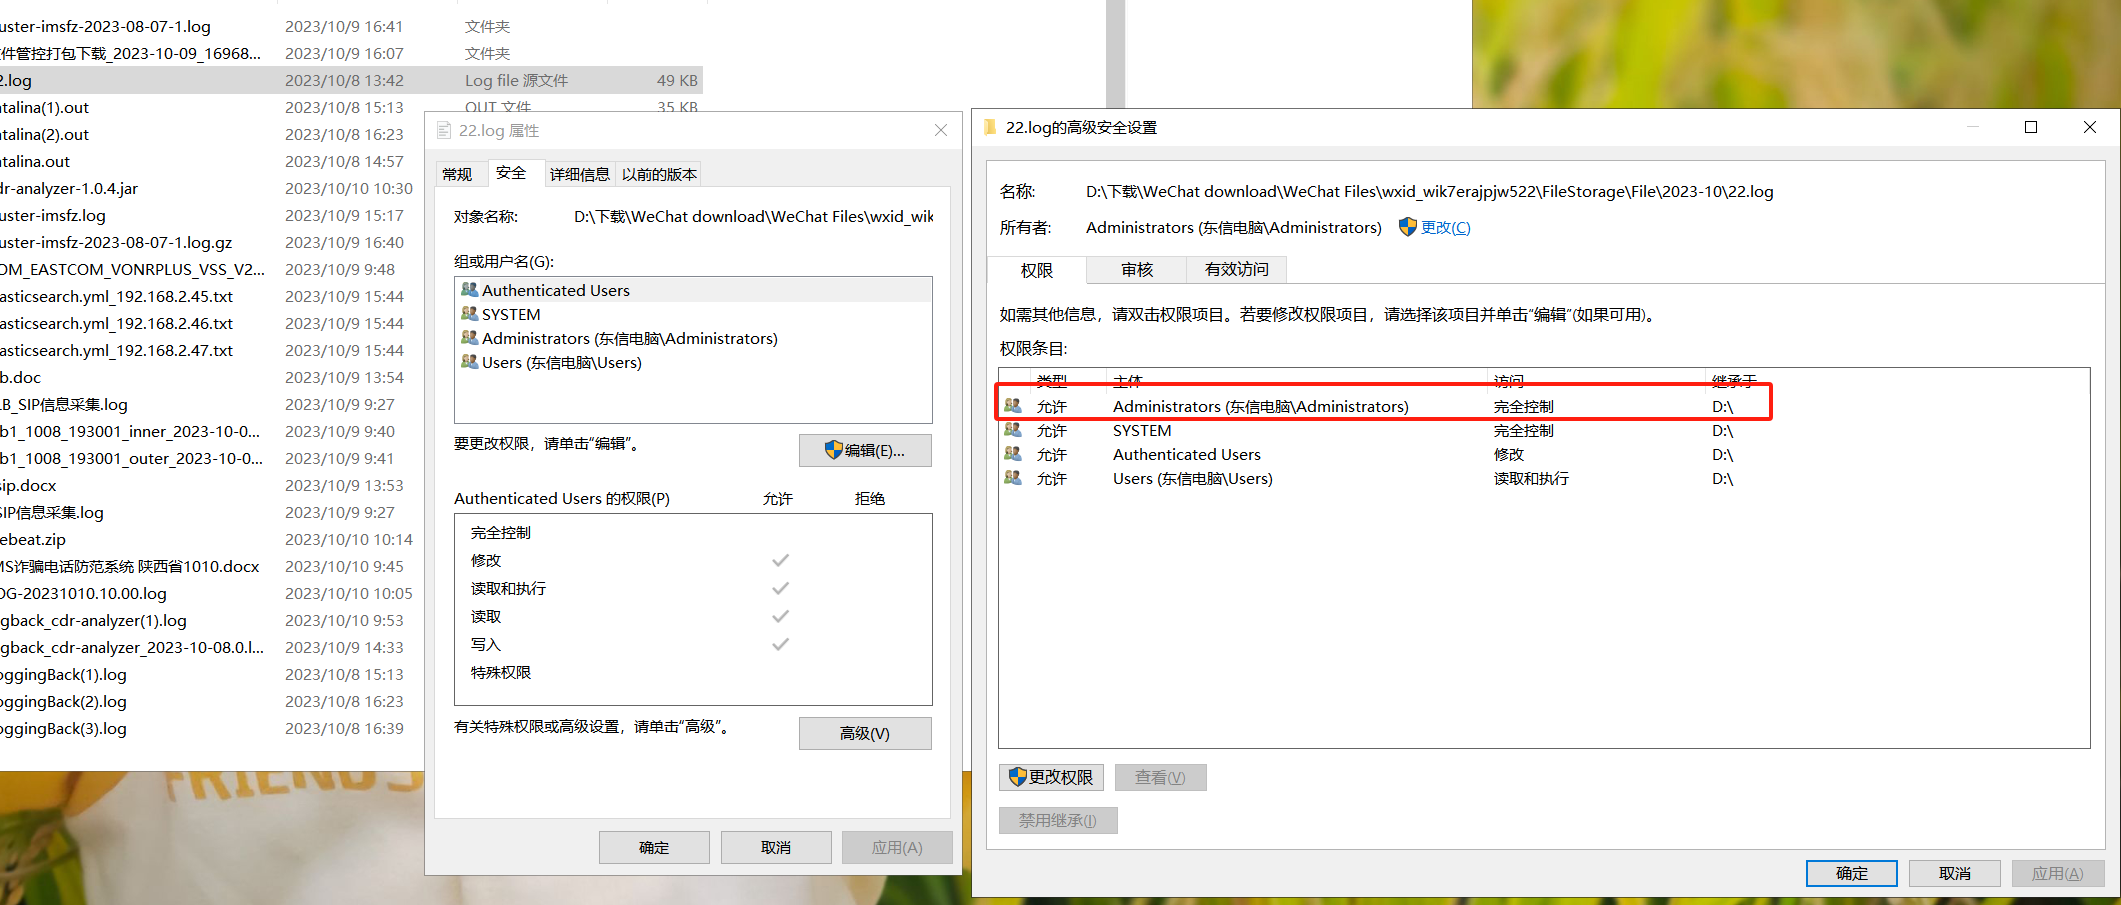 uster-imsfz-2023-08-07-1.log 2023/10/9 16:41 文件夹
件管控打包下载_2023-10-09_16968... 2023/10/9 16:07 文件夹
2.log 2023/10/8 13:42 Log file 源文件 49 KB
atalina(1).out 2023/10/8 15:13 OUT 文件 35 KB
atalina(2).out 2023/10/8 16:23
atalina.out 2023/10/8 14:57
dr-analyzer-1.0.4.jar 2023/10/10 10:30
uster-imsfz.log 2023/10/9 15:17
uster-imsfz-2023-08-07-1.log.gz 2023/10/9 16:40
OM_EASTCOM_VONRPLUS_VSS_V2... 2023/10/9 9:48
asticsearch.yml_192.168.2.45.txt 2023/10/9 15:44
asticsearch.yml_192.168.2.46.txt 2023/10/9 15:44
asticsearch.yml_192.168.2.47.txt 2023/10/9 15:44
b.doc 2023/10/9 13:54
LB_SIP信息采集.log 2023/10/9 9:27
b1_1008_193001_inner_2023-10-0... 2023/10/9 9:40
b1_1008_193001_outer_2023-10-0... 2023/10/9 9:41
sip.docx 2023/10/9 13:53
SIP信息采集.log 2023/10/9 9:27
ebeat.zip 2023/10/10 10:14
MS诈骗电话防范系统 陕西省1010.docx 2023/10/10 9:45
OG-20231010.10.00.log 2023/10/10 10:05
gback_cdr-analyzer(1).log 2023/10/10 9:53
gback_cdr-analyzer_2023-10-08.0.l... 2023/10/9 14:33
oggingBack(1).log 2023/10/8 15:13
oggingBack(2).log 2023/10/8 16:23
oggingBack(3).log 2023/10/8 16:39
FRIENDS
22.log 属性
常规 安全 详细信息 以前的版本
对象名称: D:\下载\WeChat download\WeChat Files\wxid_wik
组或用户名(G):
Authenticated Users
SYSTEM
Administrators (东信电脑\Administrators)
Users (东信电脑\Users)
要更改权限，请单击“编辑”。 编辑(E)...
Authenticated Users 的权限(P) 允许 拒绝
完全控制
修改
读取和执行
读取
写入
特殊权限
有关特殊权限或高级设置，请单击“高级”。 高级(V)
确定 取消 应用(A)
22.log的高级安全设置
名称: D:\下载\WeChat download\WeChat Files\wxid_wik7erajpjw522\FileStorage\File\2023-10\22.log
所有者: Administrators (东信电脑\Administrators) 更改(C)
权限 审核 有效访问
如需其他信息，请双击权限项目。若要修改权限项目，请选择该项目并单击“编辑”(如果可用)。
权限条目:
类型 主体 访问 继承于
允许 Administrators (东信电脑\Administrators) 完全控制 D:\
允许 SYSTEM 完全控制 D:\
允许 Authenticated Users 修改 D:\
允许 Users (东信电脑\Users) 读取和执行 D:\
更改权限 查看(V)
禁用继承(I)
确定 取消 应用(A)